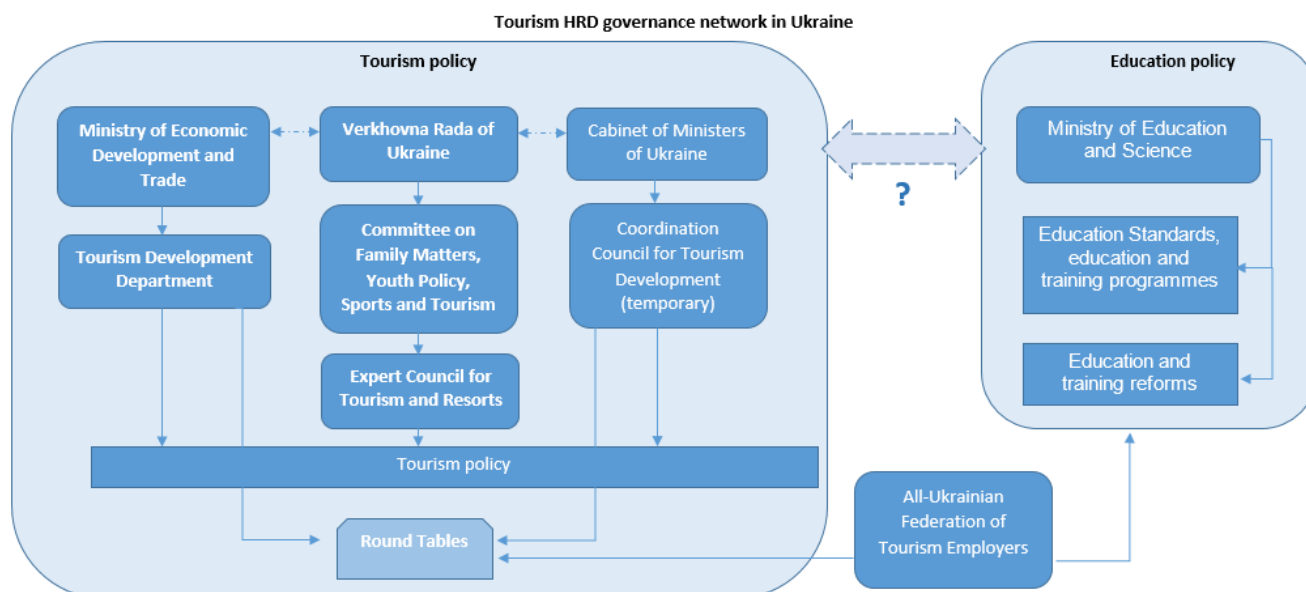 Tourism HRD governance network in Ukraine
Tourism policy
Ministry of Economic
Development and
Trade
Verkhovna Rada of
Ukraine
Cabinet of Ministers
of Ukraine
Tourism Development
Department
Committee on
Family Matters,
Youth Policy,
Sports and Tourism
Coordination
Council for Tourism
Development
(temporary)
Expert Council for
Tourism and Resorts
Tourism policy
Round Tables
?
Education policy
Ministry of Education
and Science
Education Standards,
education and
training programmes
Education and
training reforms
All-Ukrainian
Federation of
Tourism Employers